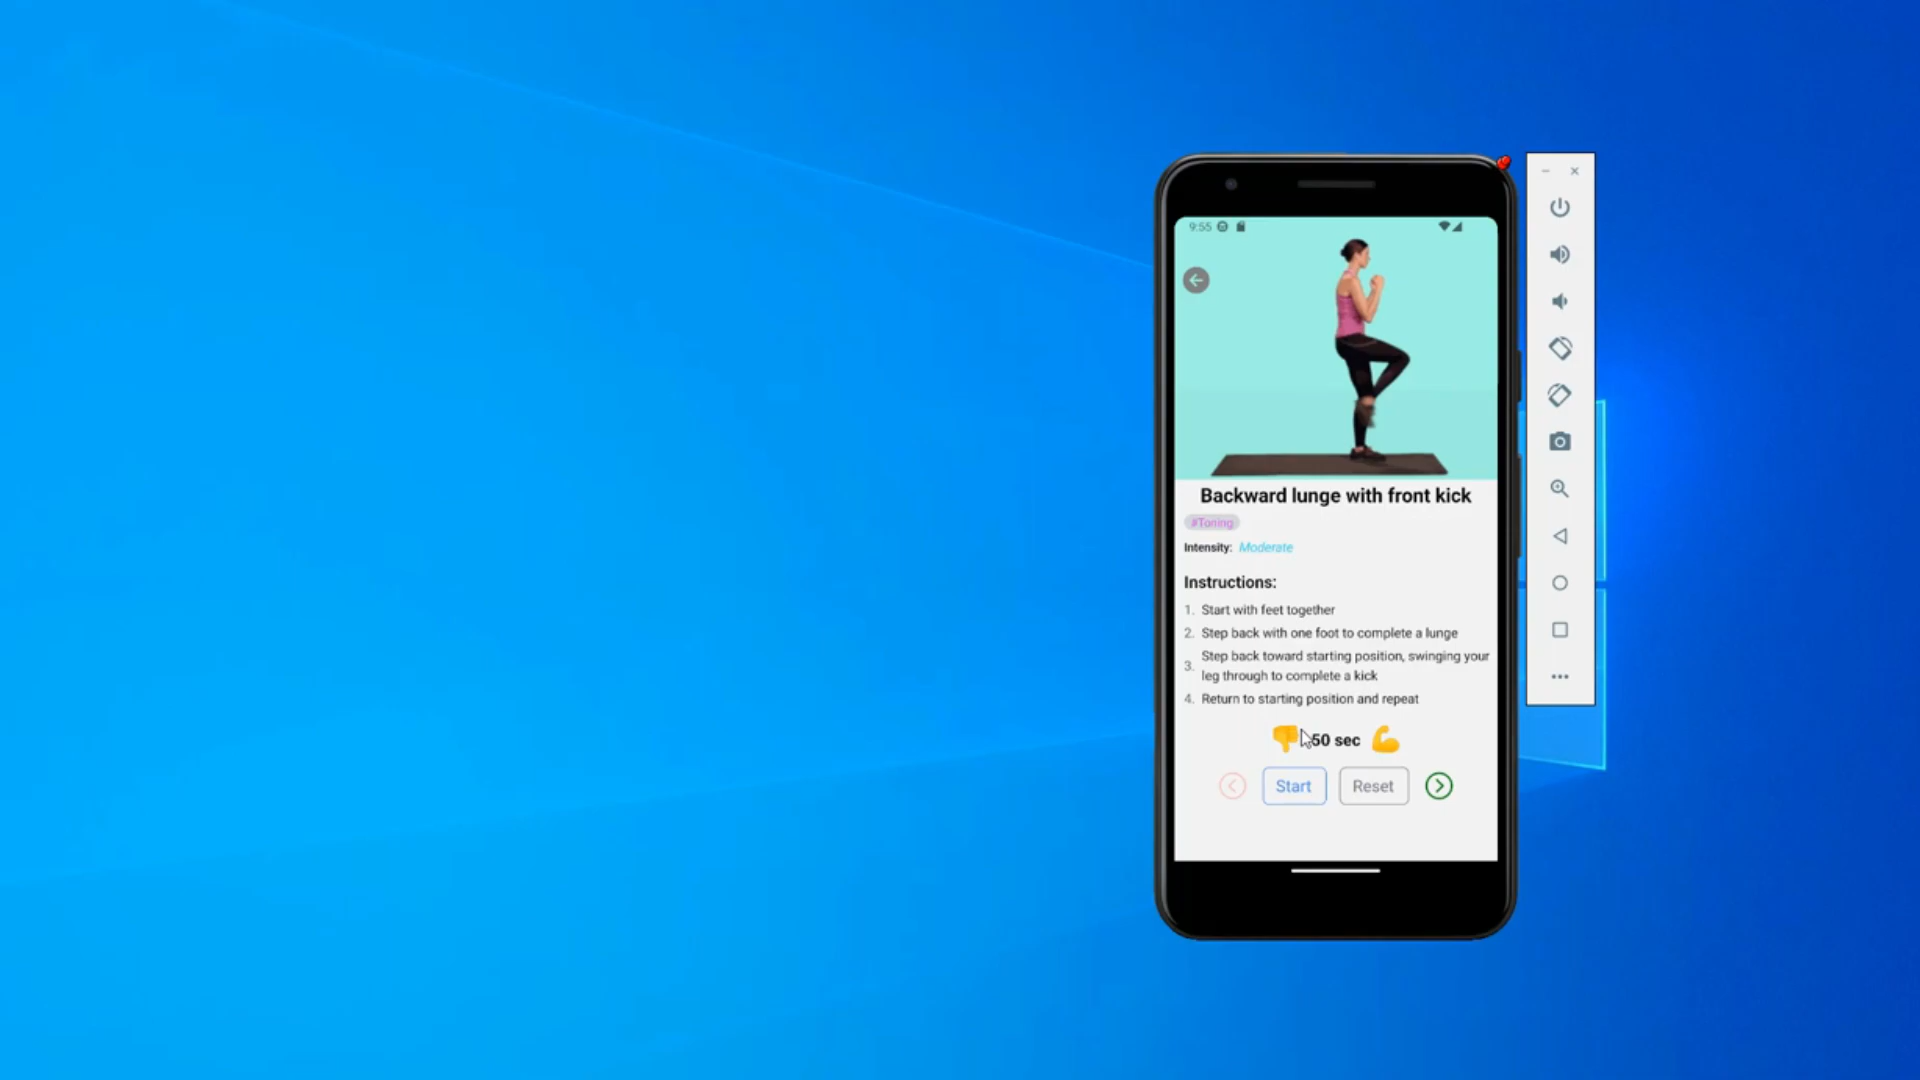 9:55
Backward lunge with front kick
#Toning
Intensity: Moderate
Instructions:
1. Start with feet together
2. Step back with one foot to complete a lunge
3. Step back toward starting position, swinging your
leg through to complete a kick
4. Return to starting position and repeat
50 sec
Start Reset